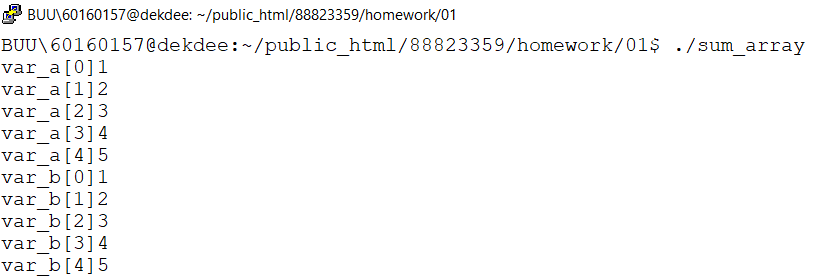 BUU\60160157@dekdee: ~/public_html/88823359/homework/01
BUU\60160157@dekdee:~/public_html/88823359/homework/01$ ./sum_array
var_a[0]1
var_a[1]2
var_a[2]3
var_a[3]4
var_a[4]5
var_b[0]1
var_b[1]2
var_b[2]3
var_b[3]4
var_b[4]5